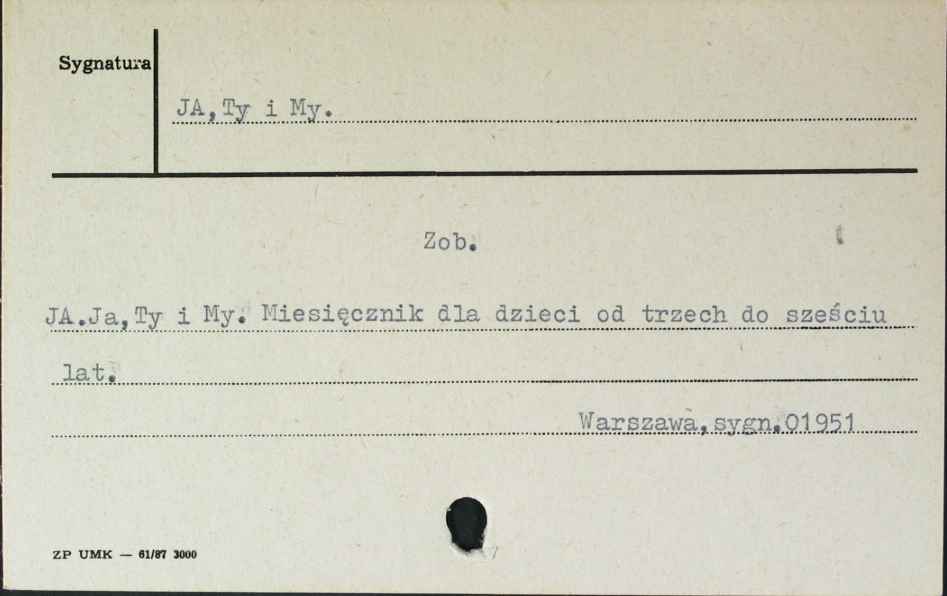 Sygnatura
JA,Ty i My.
Zob.
JA.Ja,Ty i My. Miesięcznik dla dzieci od trzech do sześciu
lat.
Warszawa,sygn.01951
ZP UMK — 61/87 3000